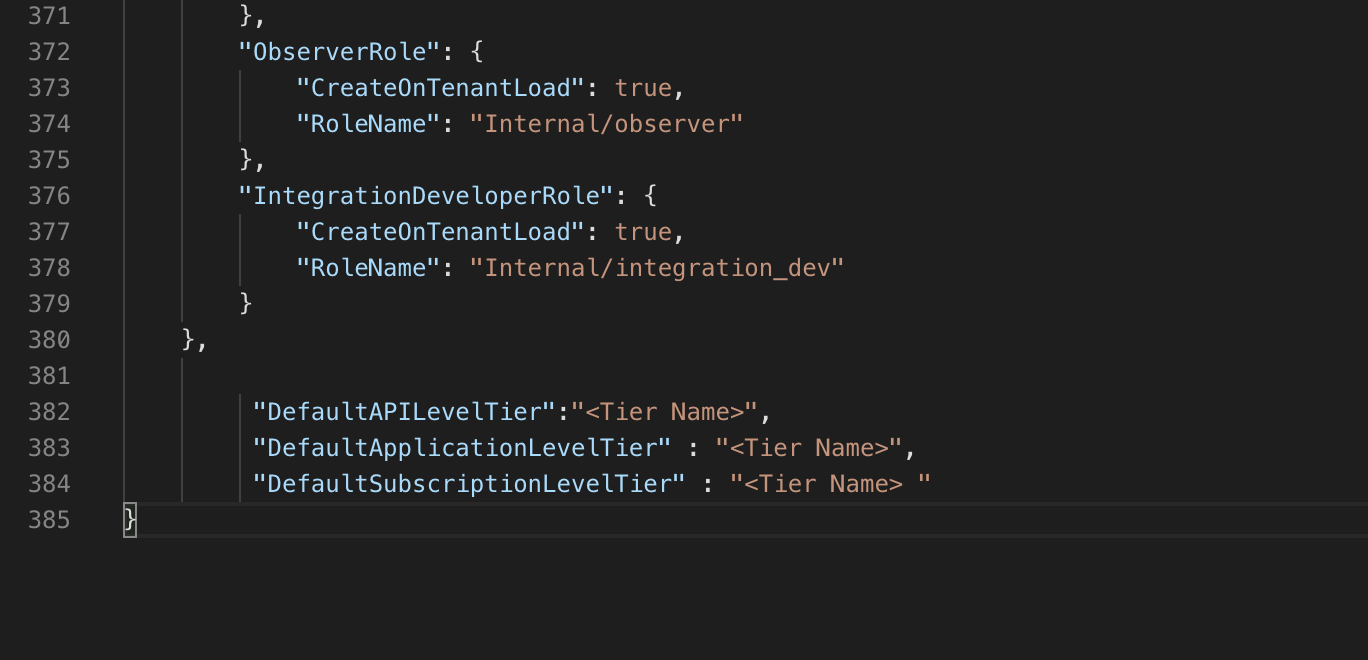 371 },
372 "ObserverRole": {
373 "CreateOnTenantLoad": true,
374 "RoleName": "Internal/observer"
375 },
376 "IntegrationDeveloperRole": {
377 "CreateOnTenantLoad": true,
378 "RoleName": "Internal/integration_dev"
379 }
380 },
381
382 "DefaultAPILevelTier":"<Tier Name>",
383 "DefaultApplicationLevelTier" : "<Tier Name>",
384 "DefaultSubscriptionLevelTier" : "<Tier Name> "
385 }